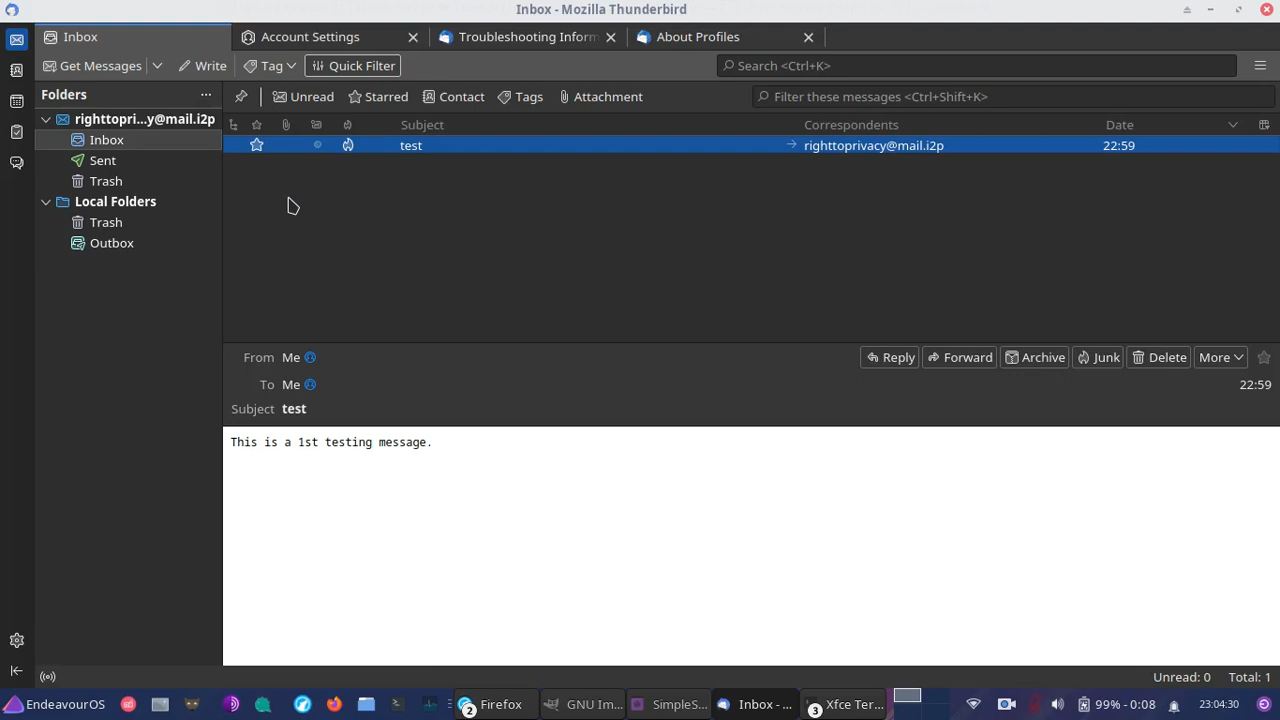 Inbox - Mozilla Thunderbird
Inbox
Account Settings
Troubleshooting Inform
About Profiles
Get Messages
Write
Tag
Quick Filter
Search <Ctrl+K>
Folders
Unread
Starred
Contact
Tags
Attachment
Filter these messages <Ctrl+Shift+K>
righttopri...y@mail.i2p
Subject
Correspondents
Date
Inbox
test
righttoprivacy@mail.i2p
22:59
Sent
Trash
Local Folders
Trash
Outbox
From Me
Reply
Forward
Archive
Junk
Delete
More
To Me
22:59
Subject test
This is a 1st testing message.
Unread: 0
Total: 1
EndeavourOS
2
Firefox
GNU Im...
SimpleS...
Inbox - ...
3
Xfce Ter...
99% - 0:08
23:04:30